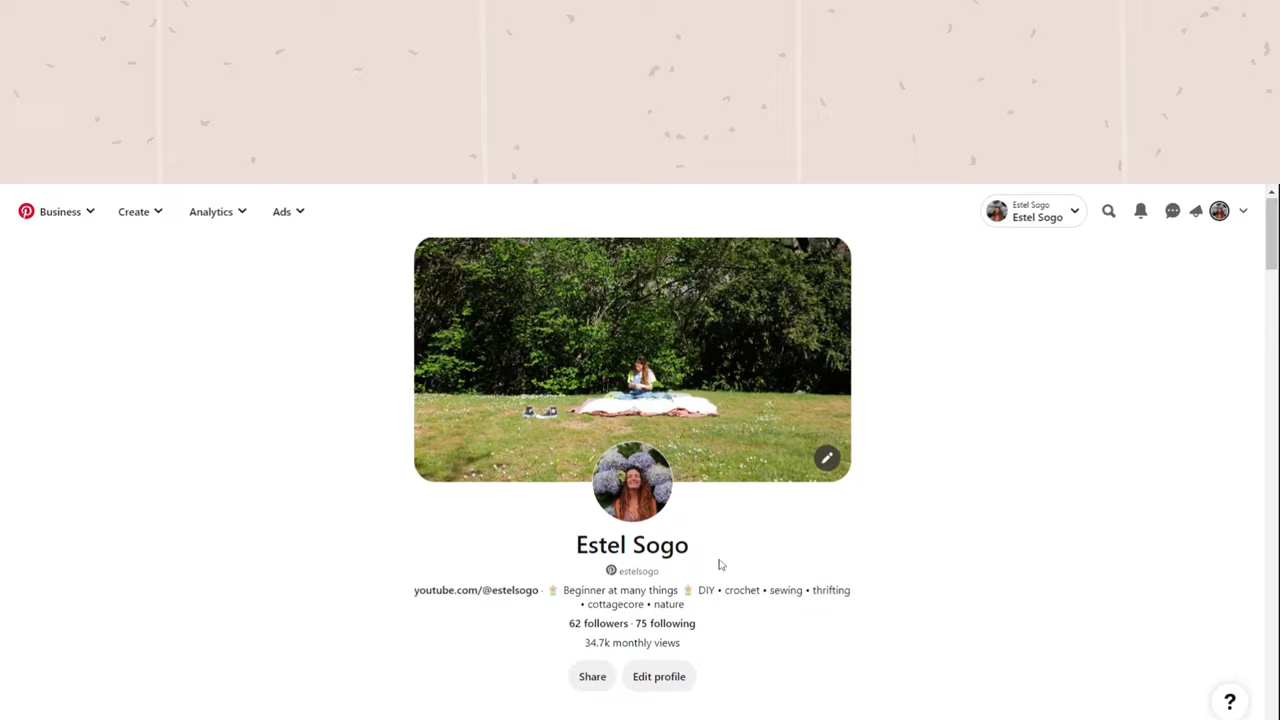 Business Create Analytics Ads
Estel Sogo
Estel Sogo
Estel Sogo
estelsogo
youtube.com/@estelsogo · Beginner at many things DIY • crochet • sewing • thrifting
• cottagecore • nature
62 followers · 75 following
34.7k monthly views
Share Edit profile
?